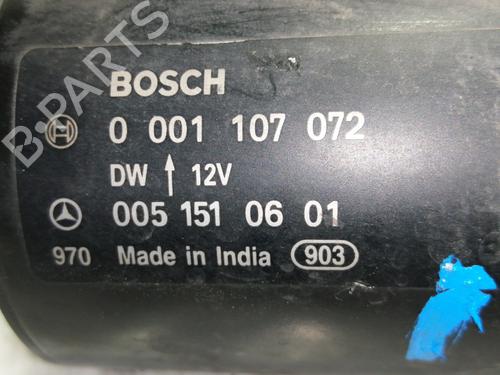 B-PARTS
BOSCH
0 001 107 072
DW ↑ 12V
005 151 06 01
970 Made in India 903